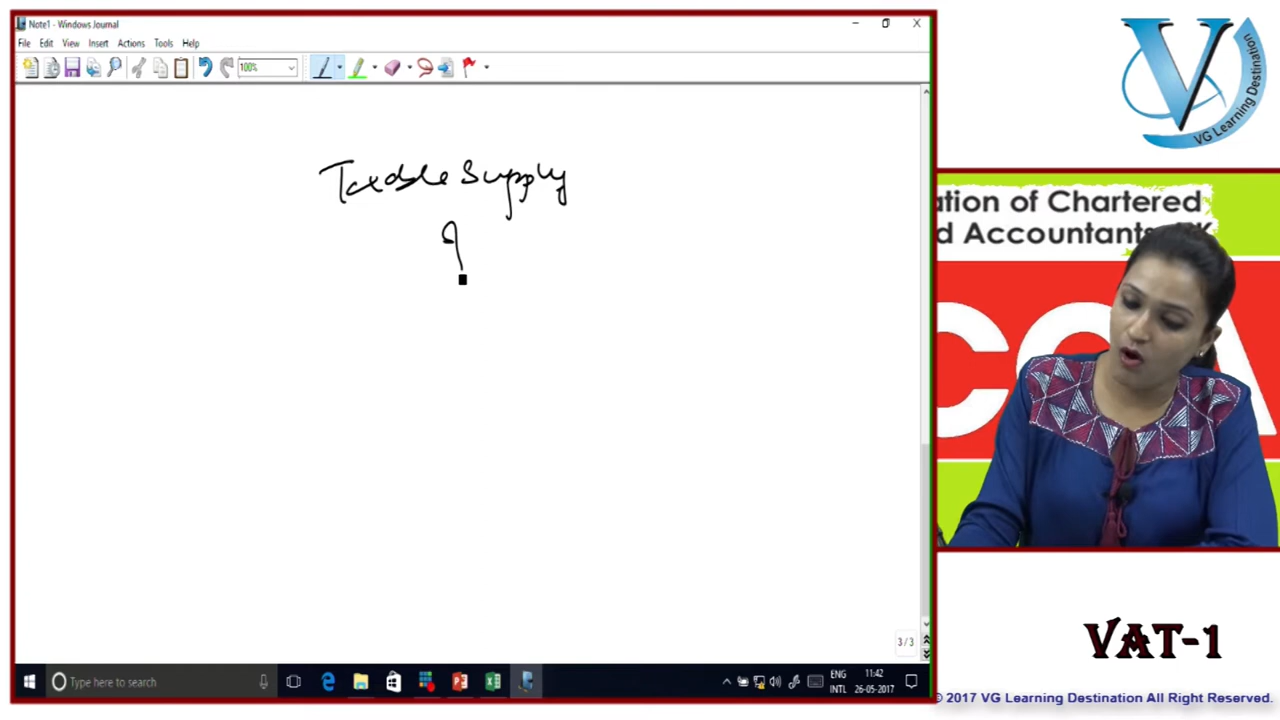 Note1 - Windows Journal
File Edit View Insert Actions Tools Help
100%
Taxable Supply
3 / 3
Type here to search
ENG
INTL
11:42
26-05-2017
V
VG Learning Destination
ation of Chartered
d Accountants, UK
CA
VAT-1
© 2017 VG Learning Destination All Right Reserved.